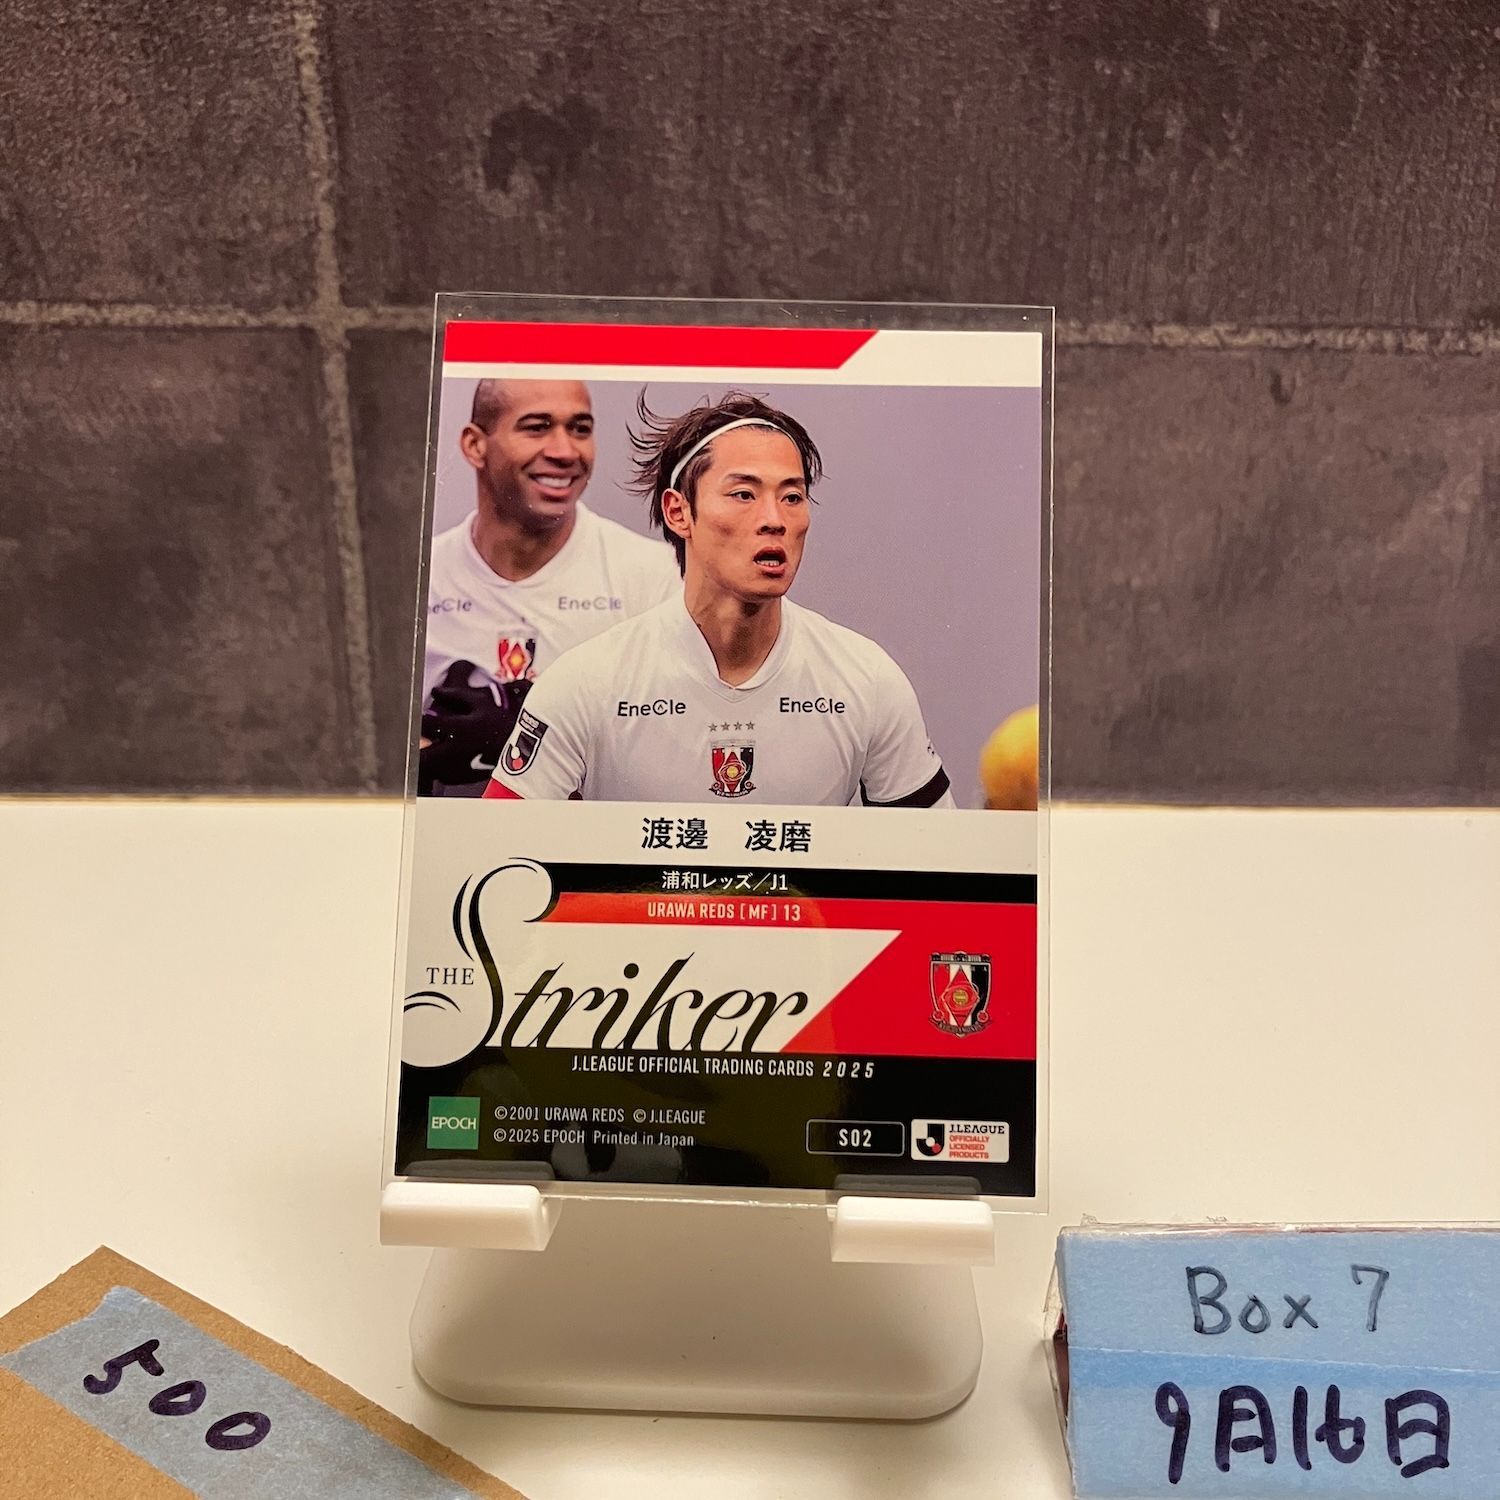 eCle EneCle
EneCle EneCle
渡邊 凌磨
浦和レッズ/J1
URAWA REDS [MF] 13
THE Striker
J.LEAGUE OFFICIAL TRADING CARDS 2025
EPOCH
©2001 URAWA REDS ©J.LEAGUE
©2025 EPOCH Printed in Japan
S02
J.LEAGUE
OFFICIALLY
LICENSED
PRODUCTS
500
Box 7
9月16日